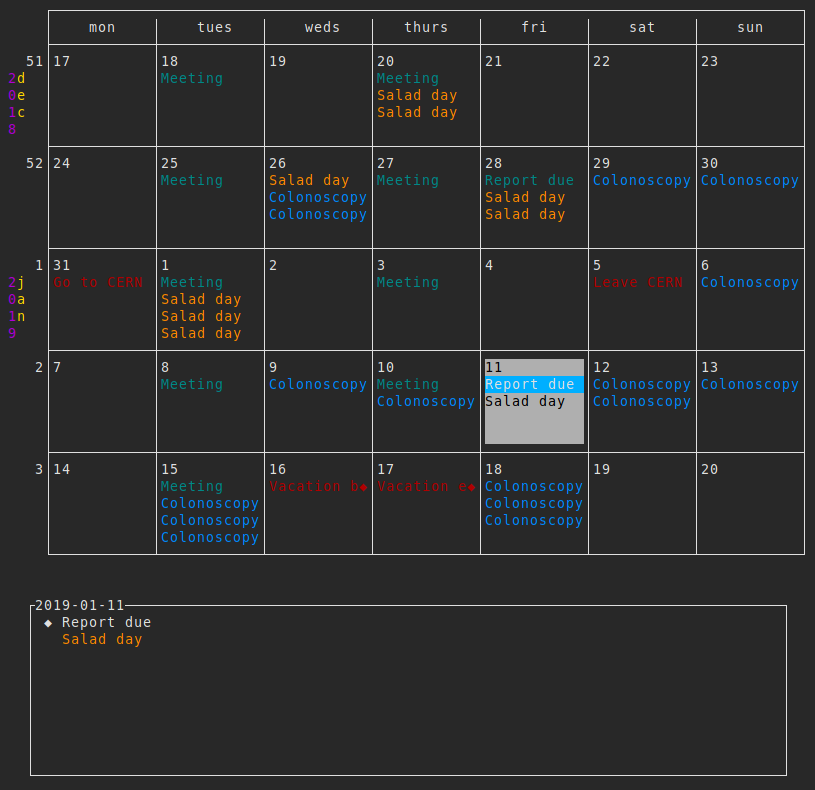 mon tues weds thurs fri sat sun
51 17 18 19 20 21 22 23
2d Meeting Meeting
0e Salad day
1c Salad day
8
52 24 25 26 27 28 29 30
Meeting Salad day Meeting Report due Colonoscopy Colonoscopy
Colonoscopy Salad day
Colonoscopy Salad day
1 31 1 2 3 4 5 6
2j Go to CERN Meeting Meeting Leave CERN Colonoscopy
0a Salad day
1n Salad day
9 Salad day
2 7 8 9 10 11 12 13
Meeting Colonoscopy Meeting Report due Colonoscopy Colonoscopy
Colonoscopy Salad day Colonoscopy
3 14 15 16 17 18 19 20
Meeting Vacation b◆ Vacation e◆ Colonoscopy
Colonoscopy Colonoscopy
Colonoscopy Colonoscopy
Colonoscopy
2019-01-11
◆ Report due
Salad day